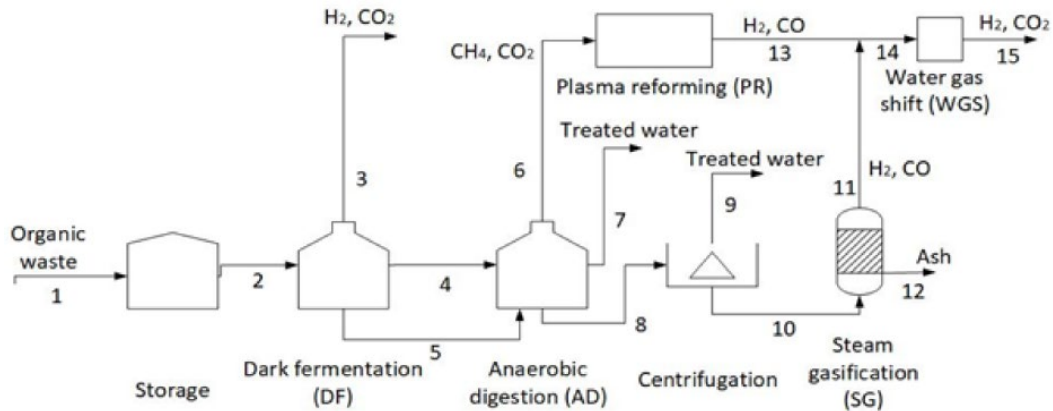 H2, CO2
H2, CO
H2, CO2
13
14
15
CH4, CO2
Plasma reforming (PR)
Water gas
shift (WGS)
Treated water
Treated water
3
6
7
9
11
H2, CO
Organic
waste
1
2
4
5
8
10
Ash
12
Storage
Dark fermentation
(DF)
Anaerobic
digestion (AD)
Centrifugation
Steam
gasification
(SG)